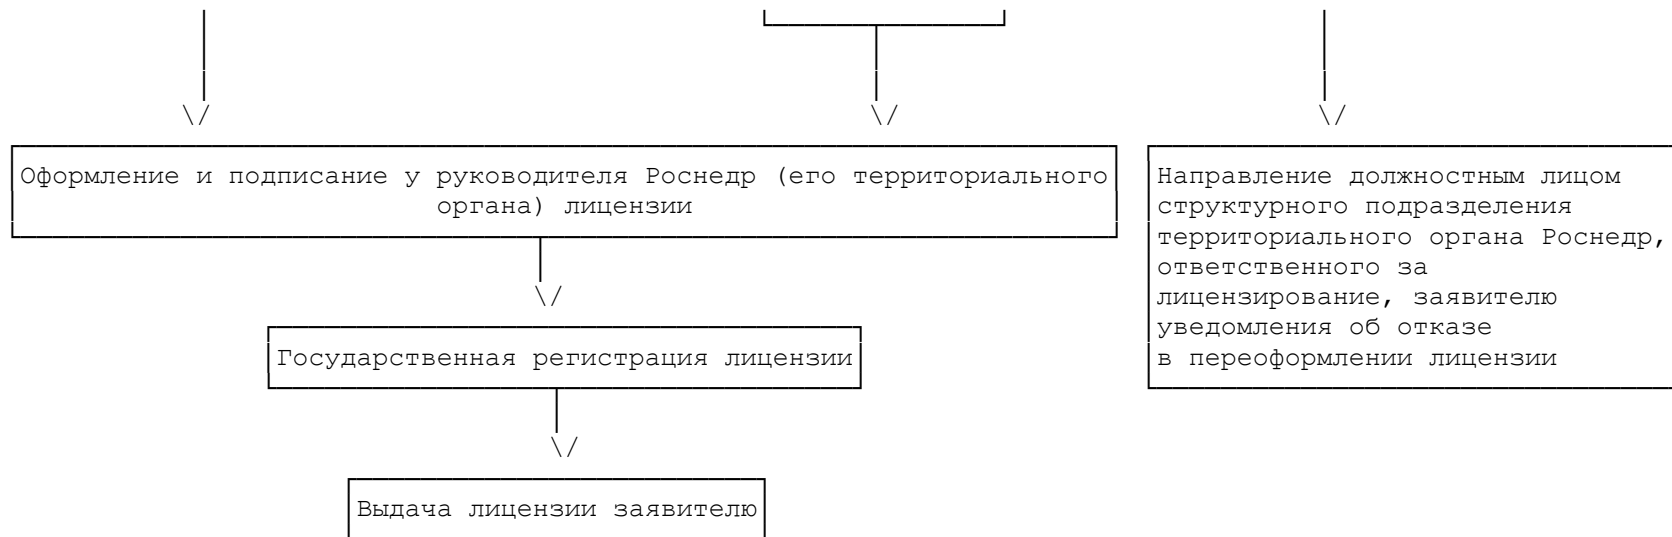 Оформление и подписание у руководителя Роснедр (его территориального
органа) лицензии
Направление должностным лицом
структурного подразделения
территориального органа Роснедр,
ответственного за
лицензирование, заявителю
уведомления об отказе
в переоформлении лицензии
Государственная регистрация лицензии
Выдача лицензии заявителю